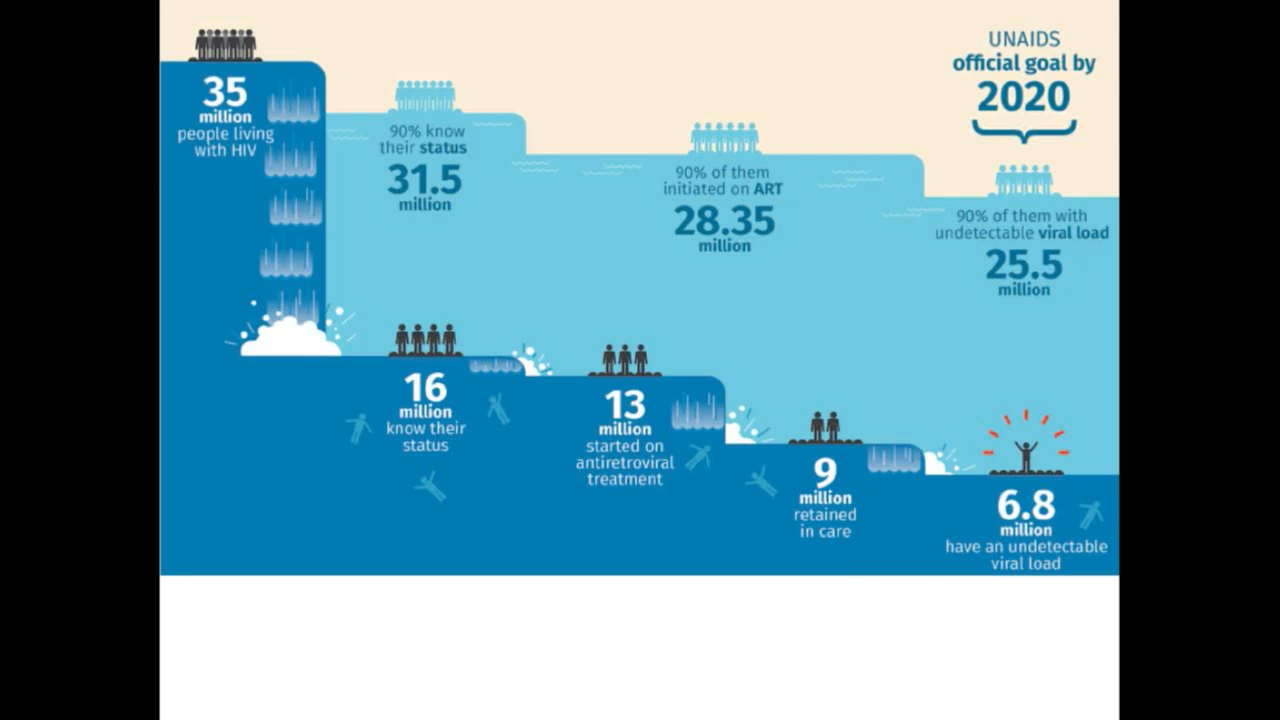 UNAIDS
official goal by
2020
35
million
people living
with HIV
90% know
their status
31.5
million
90% of them
initiated on ART
28.35
million
90% of them with
undetectable viral load
25.5
million
16
million
know their
status
13
million
started on
antiretroviral
treatment
9
million
retained
in care
6.8
million
have an undetectable
viral load